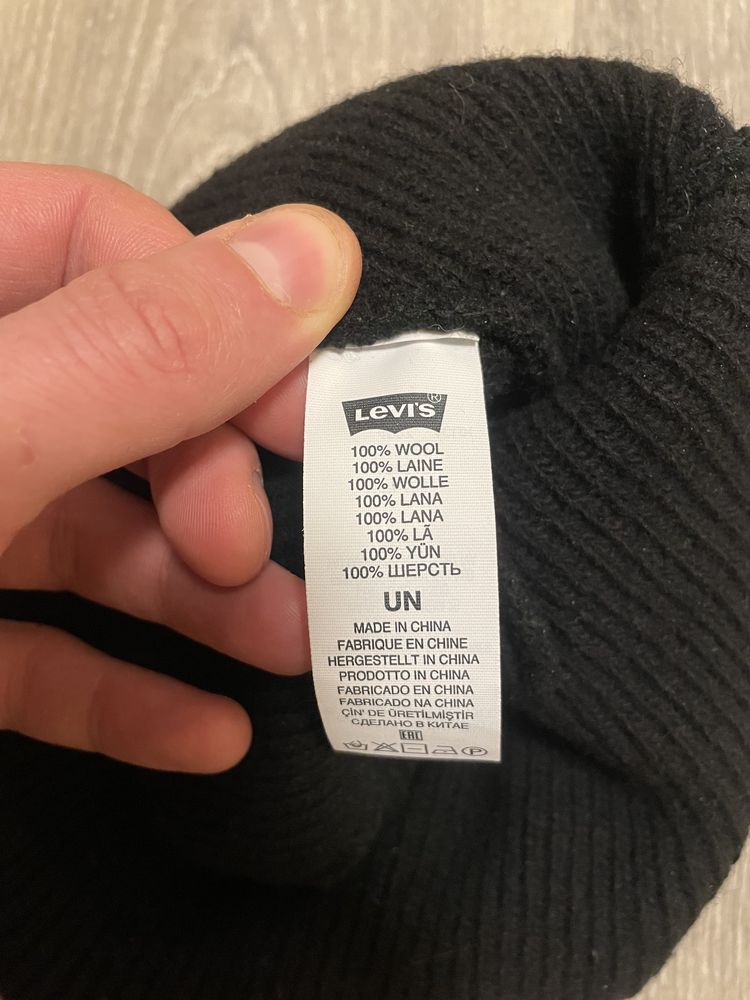 LEVI'S®
100% WOOL
100% LAINE
100% WOLLE
100% LANA
100% LANA
100% LÃ
100% YÜN
100% ШЕРСТЬ
UN
MADE IN CHINA
FABRIQUE EN CHINE
HERGESTELLT IN CHINA
PRODOTTO IN CHINA
FABRICADO EN CHINA
FABRICADO NA CHINA
ÇİN' DE ÜRETİLMİŞTİR
СДЕЛАНО В КИТАЕ
EAC
P